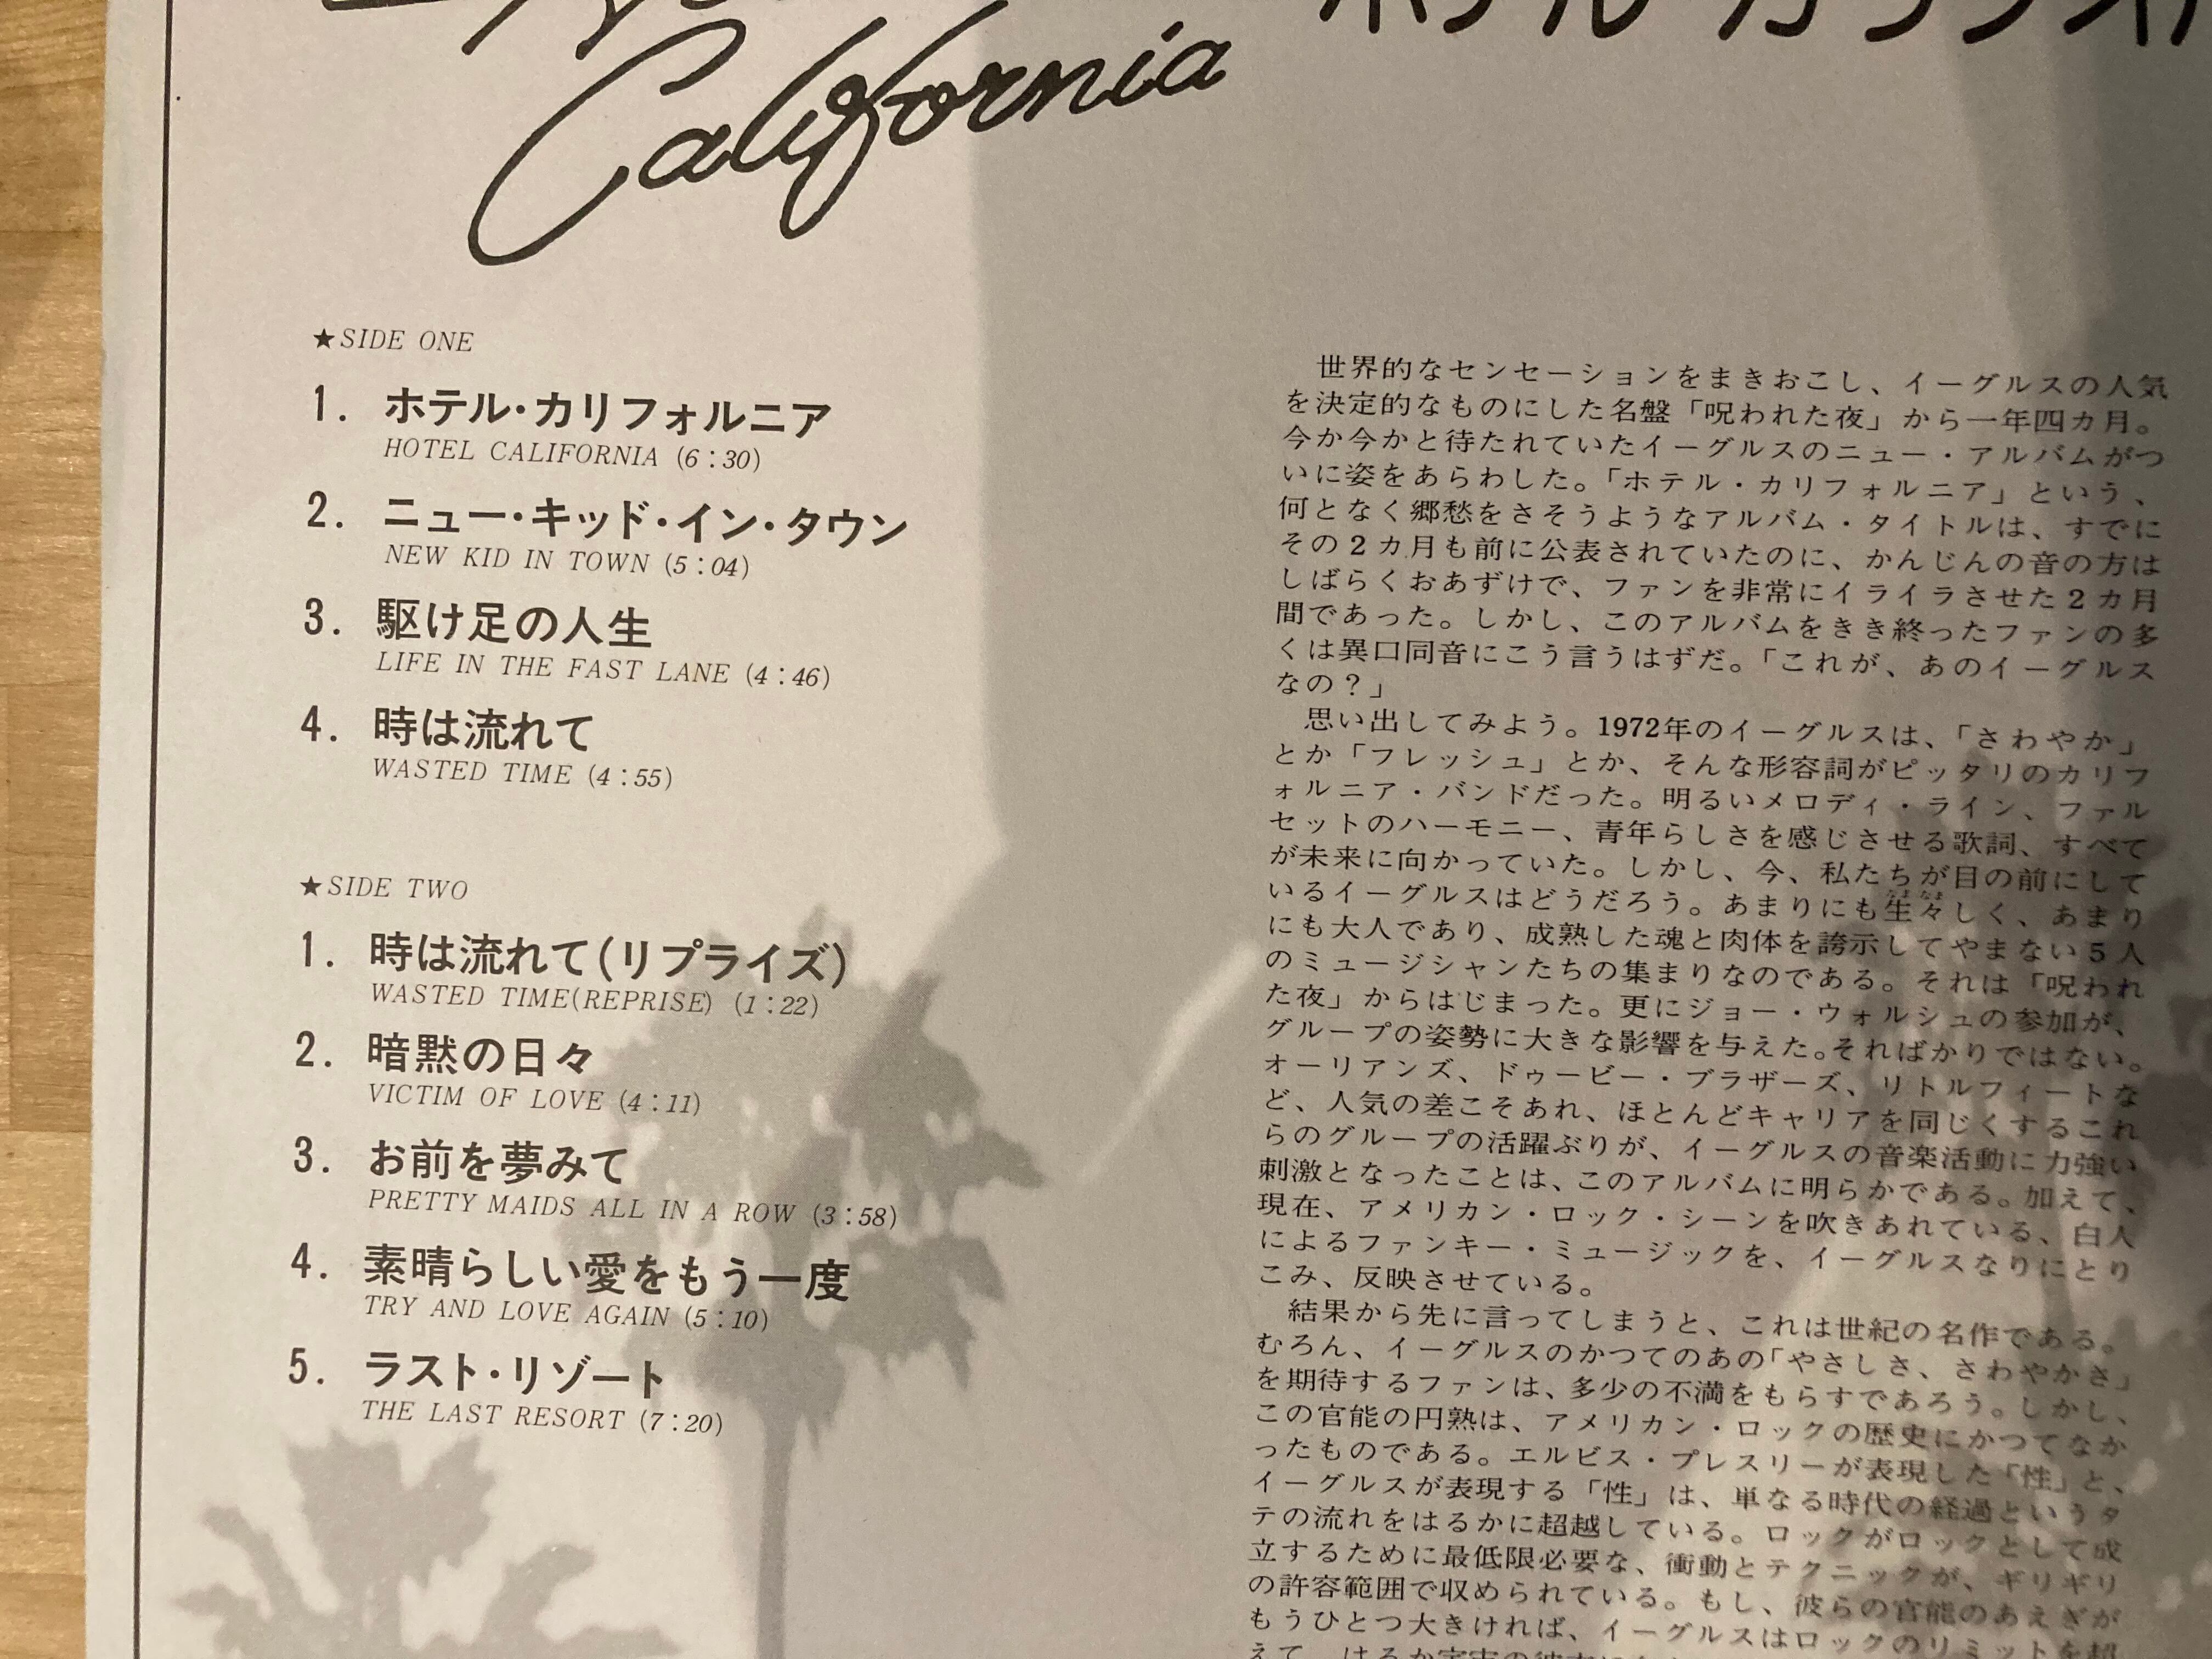 California
★SIDE ONE
1. ホテル・カリフォルニア
HOTEL CALIFORNIA (6:30)
2. ニュー・キッド・イン・タウン
NEW KID IN TOWN (5:04)
3. 駆け足の人生
LIFE IN THE FAST LANE (4:46)
4. 時は流れて
WASTED TIME (4:55)
★SIDE TWO
1. 時は流れて(リプライズ)
WASTED TIME(REPRISE) (1:22)
2. 暗黙の日々
VICTIM OF LOVE (4:11)
3. お前を夢みて
PRETTY MAIDS ALL IN A ROW (3:58)
4. 素晴らしい愛をもう一度
TRY AND LOVE AGAIN (5:10)
5. ラスト・リゾート
THE LAST RESORT (7:20)
世界的なセンセーションをまきおこし、イーグルスの人気
を決定的なものにした名盤「呪われた夜」から一年四カ月。
今か今かと待たれていたイーグルスのニュー・アルバムがつ
いに姿をあらわした。「ホテル・カリフォルニア」という、
何となく郷愁をさそうようなアルバム・タイトルは、すでに
その2カ月も前に公表されていたのに、かんじんの音の方は
しばらくおあずけで、ファンを非常にイライラさせた2カ月
間であった。しかし、このアルバムをきき終ったファンの多
くは異口同音にこう言うはずだ。「これが、あのイーグルス
なの？」
思い出してみよう。1972年のイーグルスは、「さわやか」
とか「フレッシュ」とか、そんな形容詞がピッタリのカリフ
ォルニア・バンドだった。明るいメロディ・ライン、ファル
セットのハーモニー、青年らしさを感じさせる歌詞、すべて
が未来に向かっていた。しかし、今、私たちが目の前にして
いるイーグルスはどうだろう。あまりにも生々しく、あまり
にも大人であり、成熟した魂と肉体を誇示してやまない5人
のミュージシャンたちの集まりなのである。それは「呪われ
た夜」からはじまった。更にジョー・ウォルシュの参加が、
グループの姿勢に大きな影響を与えた。そればかりではない。
オーリアンズ、ドゥービー・ブラザーズ、リトルフィートな
ど、人気の差こそあれ、ほとんどキャリアを同じくするこれ
らのグループの活躍ぶりが、イーグルスの音楽活動に力強い
刺激となったことは、このアルバムに明らかである。加えて、
現在、アメリカン・ロック・シーンを吹きあれている、白人
によるファンキー・ミュージックを、イーグルスなりにとり
こみ、反映させている。
結果から先に言ってしまうと、これは世紀の名作である。
むろん、イーグルスのかつてのあの「やさしさ、さわやかさ」
を期待するファンは、多少の不満をもらすであろう。しかし、
この官能の円熟は、アメリカン・ロックの歴史にかつてなか
ったものである。エルビス・プレスリーが表現した「性」と、
イーグルスが表現する「性」は、単なる時代の経過というタ
テの流れをはるかに超越している。ロックがロックとして成
立するために最低限必要な、衝動とテクニックが、ギリギリ
の許容範囲で収められている。もし、彼らの官能のあえぎが
もうひとつ大きければ、イーグルスはロックのリミットを超